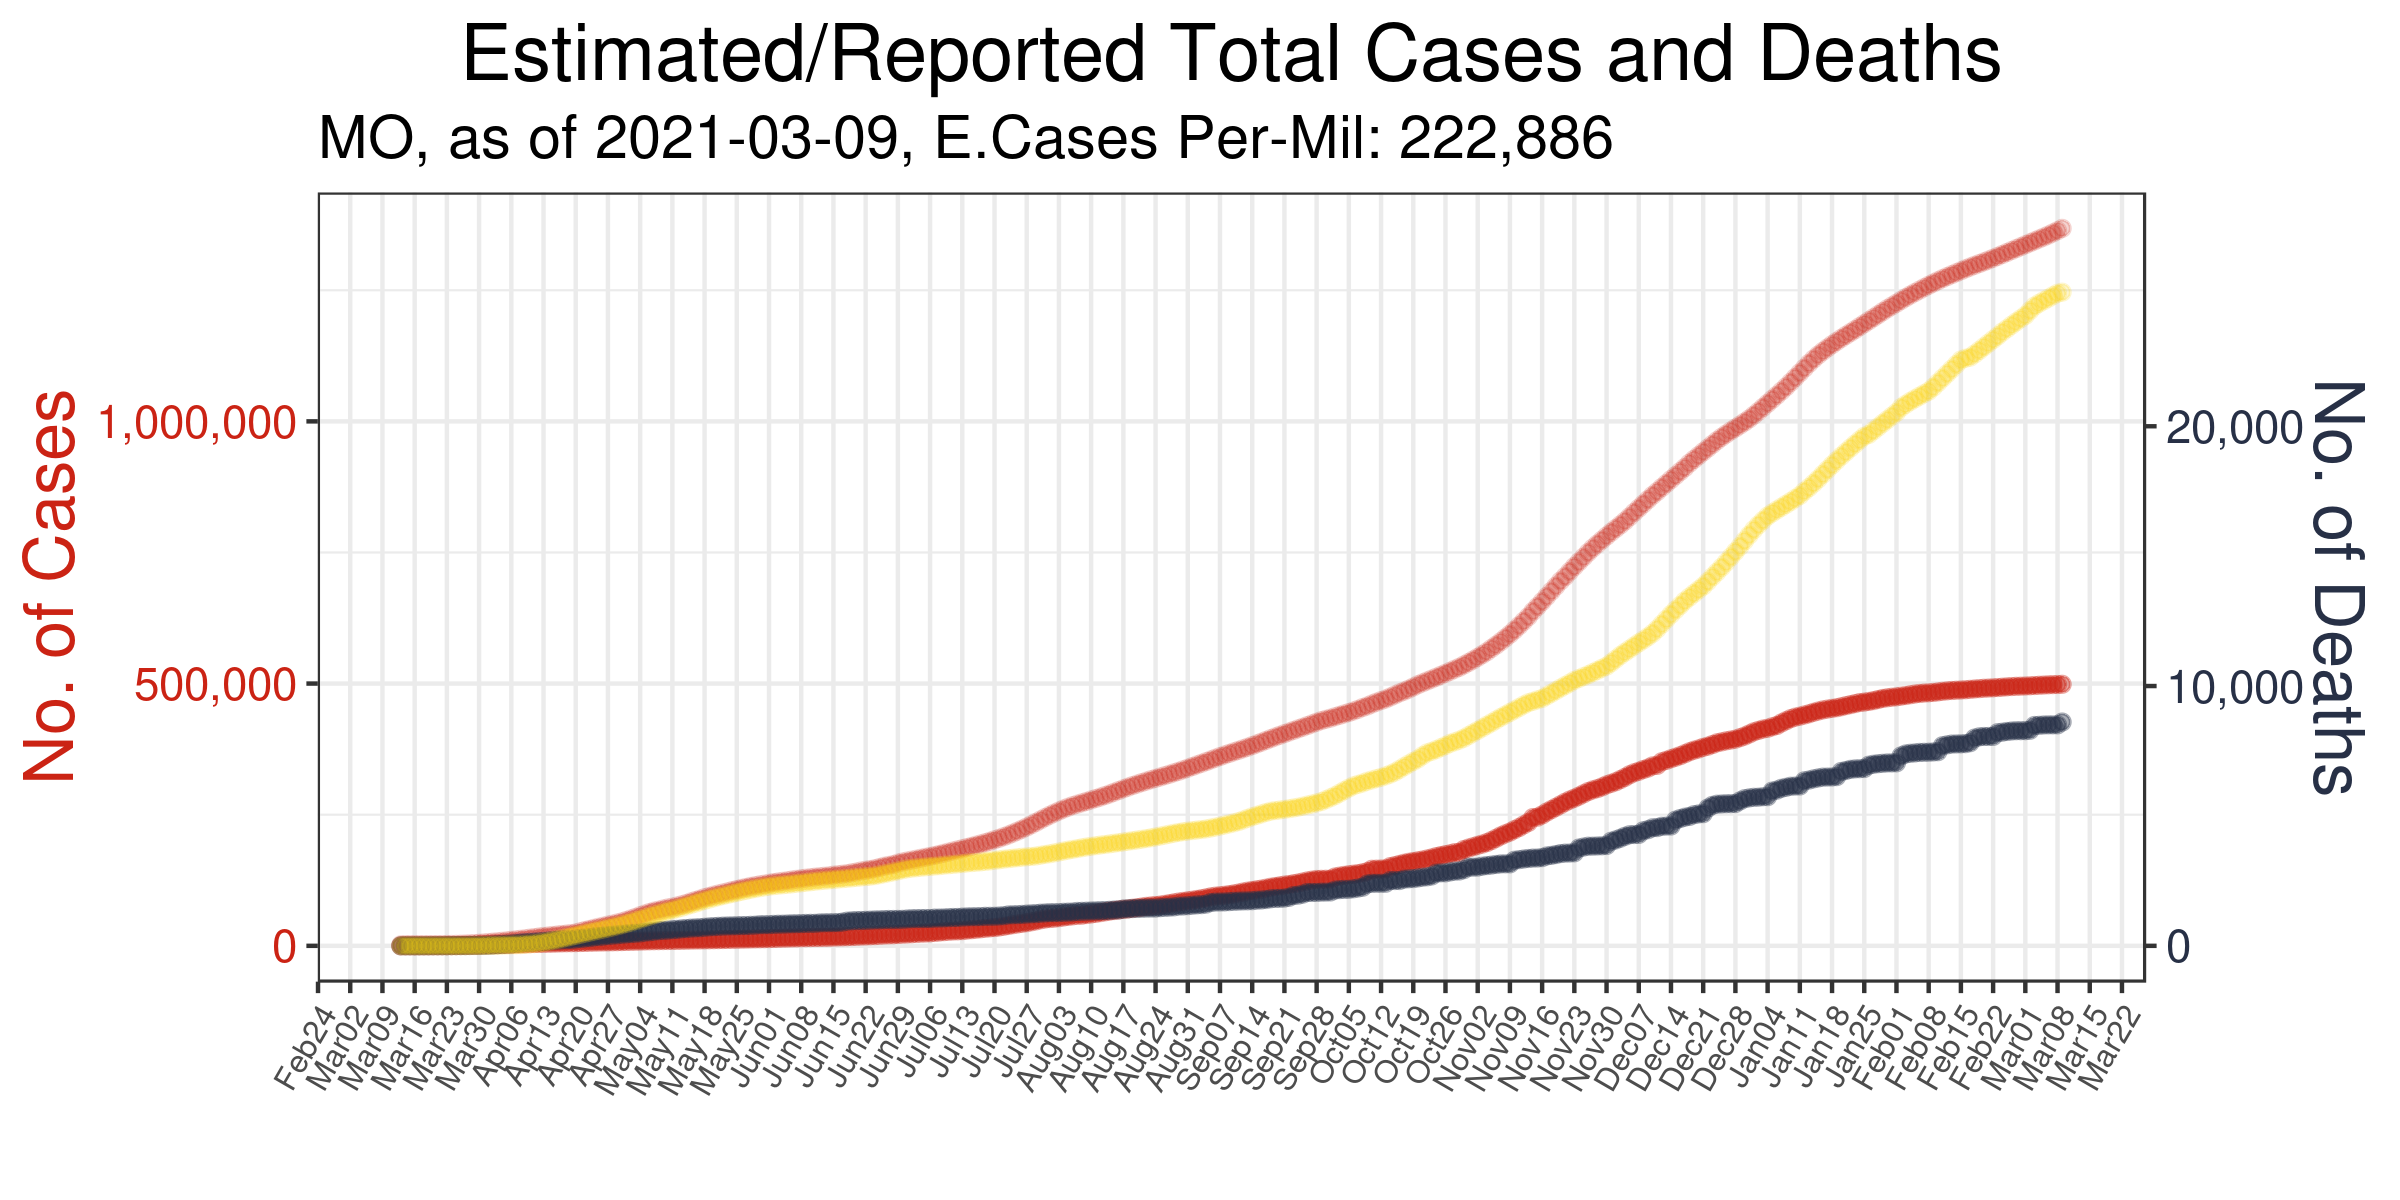 Estimated/Reported Total Cases and Deaths
MO, as of 2021-03-09, E.Cases Per-Mil: 222,886
No. of Cases
1,000,000
500,000
0
20,000
10,000
0
No. of Deaths
Feb24
Mar02
Mar09
Mar16
Mar23
Mar30
Apr06
Apr13
Apr20
Apr27
May04
May11
May18
May25
Jun01
Jun08
Jun15
Jun22
Jun29
Jul06
Jul13
Jul20
Jul27
Aug03
Aug10
Aug17
Aug24
Aug31
Sep07
Sep14
Sep21
Sep28
Oct05
Oct12
Oct19
Oct26
Nov02
Nov09
Nov16
Nov23
Nov30
Dec07
Dec14
Dec21
Dec28
Jan04
Jan11
Jan18
Jan25
Feb01
Feb08
Feb15
Feb22
Mar01
Mar08
Mar15
Mar22